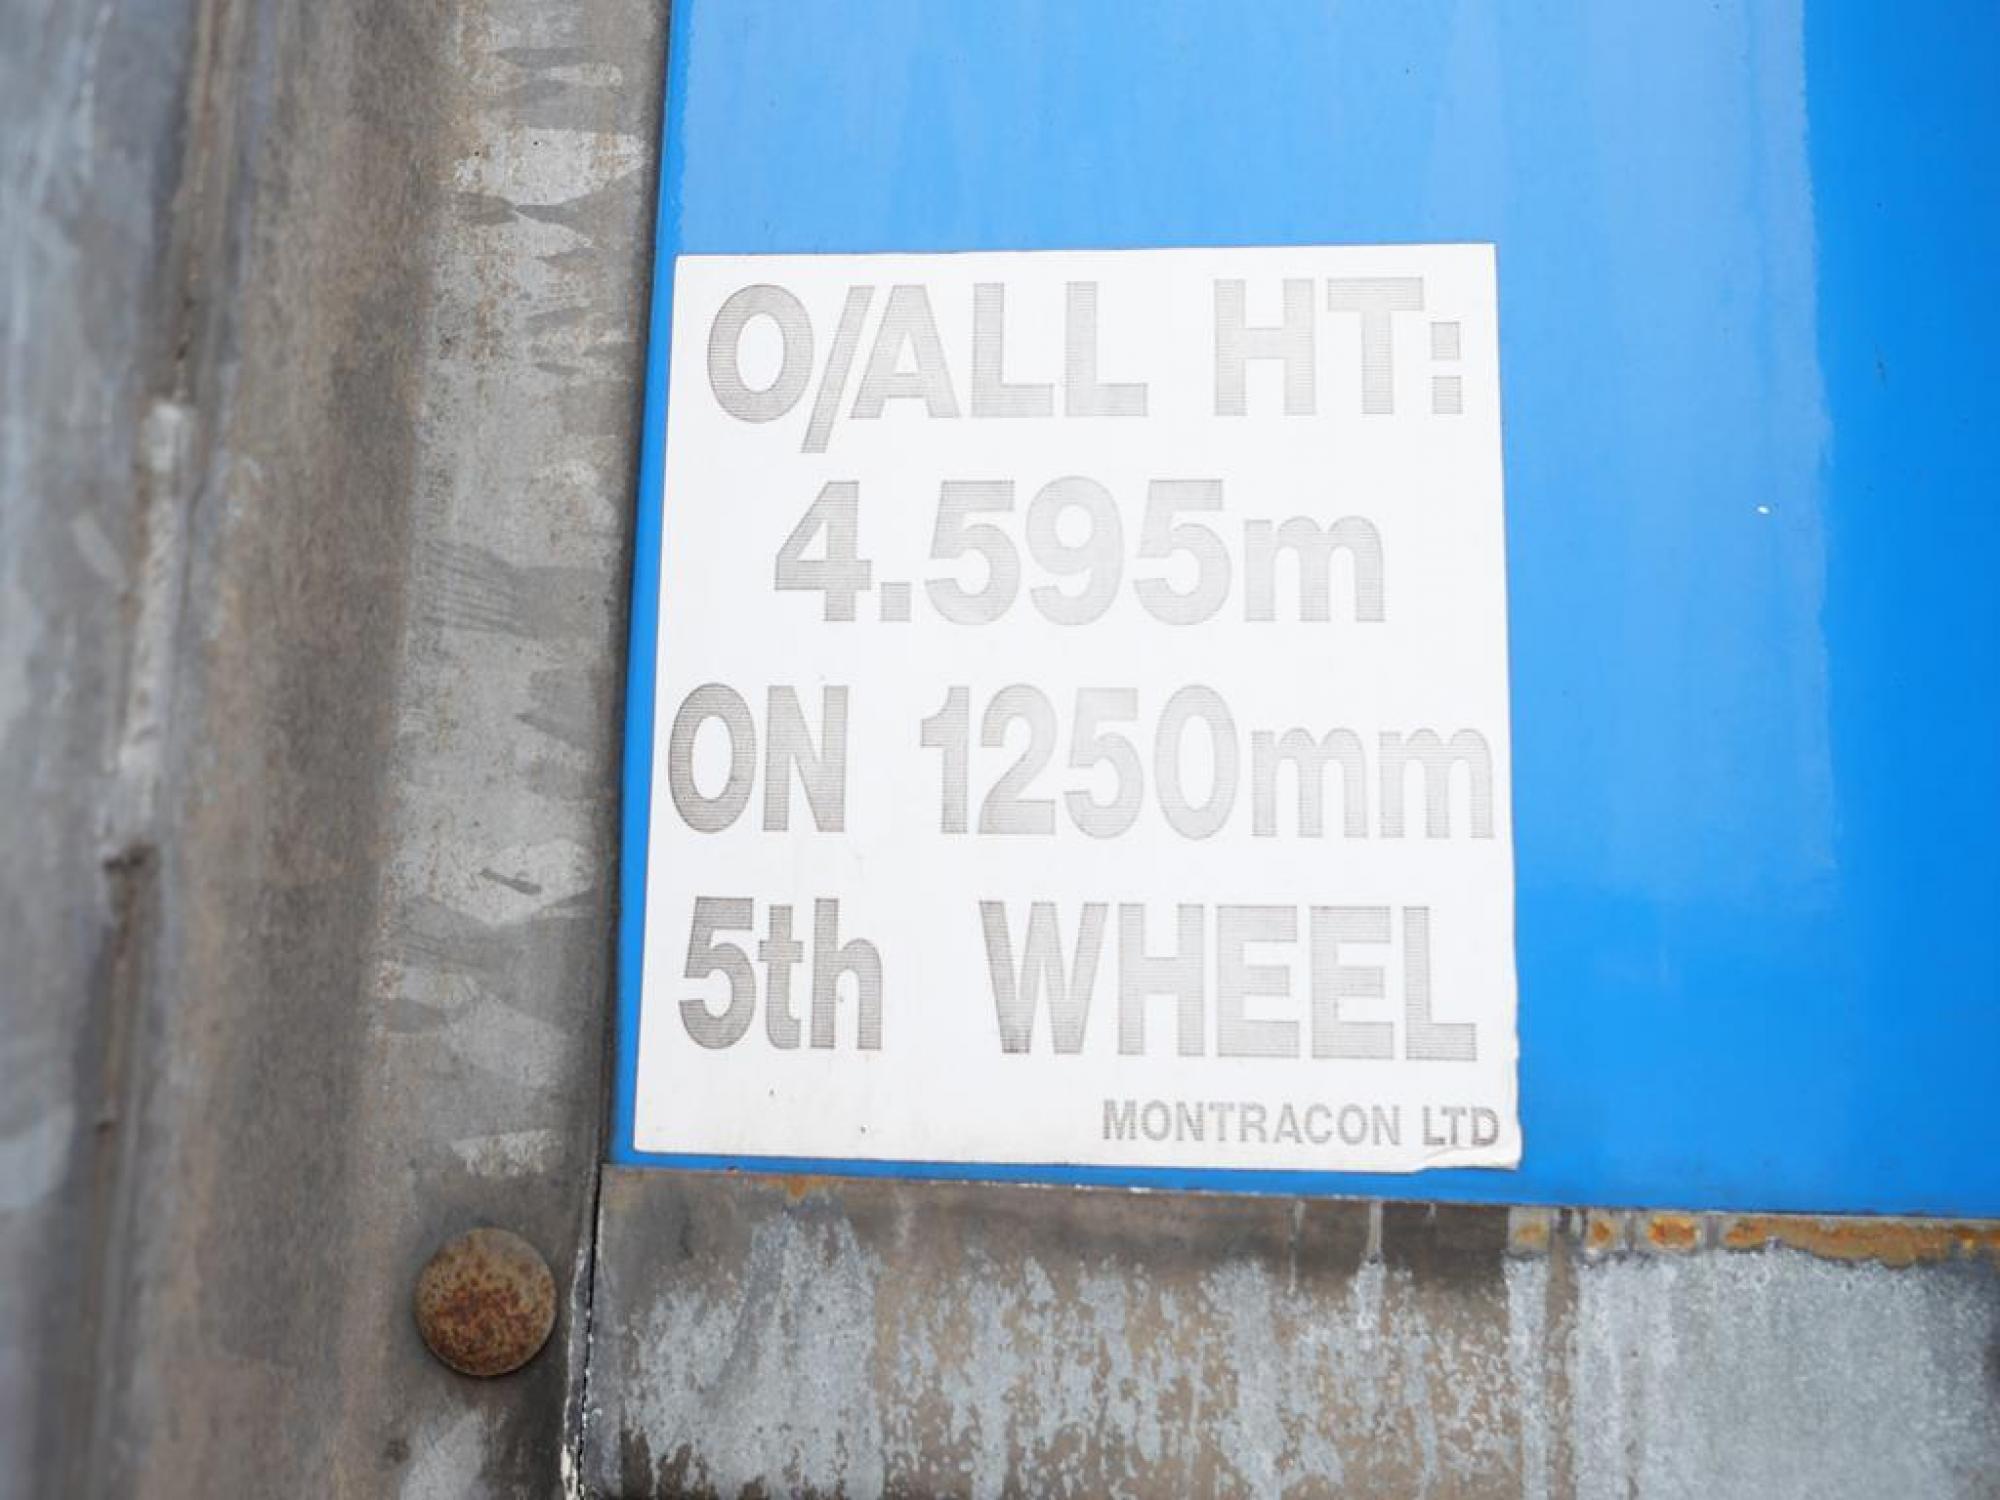 O/ALL HT:
4.595m
ON 1250mm
5th WHEEL
MONTRACON LTD